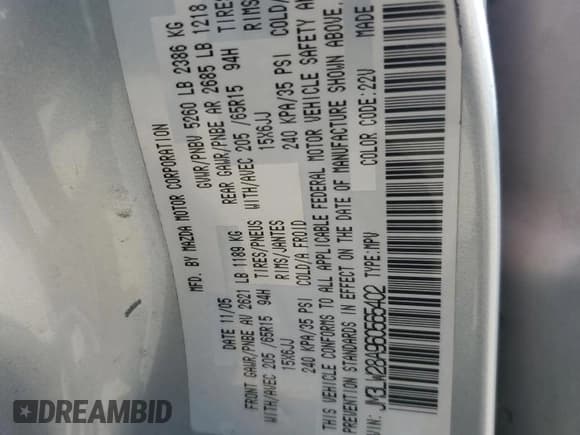 MFD. BY MAZDA MOTOR CORPORATION
DATE 11/05 GVWR/PNBV 5260 LB 2386 KG
FRONT GAWR/PNBE AV 2621 LB 1189 KG REAR GAWR/PNBE AR 2685 LB 1218
WITH/AVEC 205 /65R15 94H TIRES/PNEUS WITH/AVEC 205 /65R15 94H TIRES
15X6JJ RIMS/JANTES 15X6JJ RIMS
240 KPA/35 PSI COLD/A FROID 240 KPA/35 PSI COLD/A
THIS VEHICLE CONFORMS TO ALL APPLICABLE FEDERAL MOTOR VEHICLE SAFETY AN
PREVENTION STANDARDS IN EFFECT ON THE DATE OF MANUFACTURE SHOWN ABOVE.
VIN: JM3LW28A960565402 TYPE:MPV COLOR CODE:22V MADE
DREAMBID